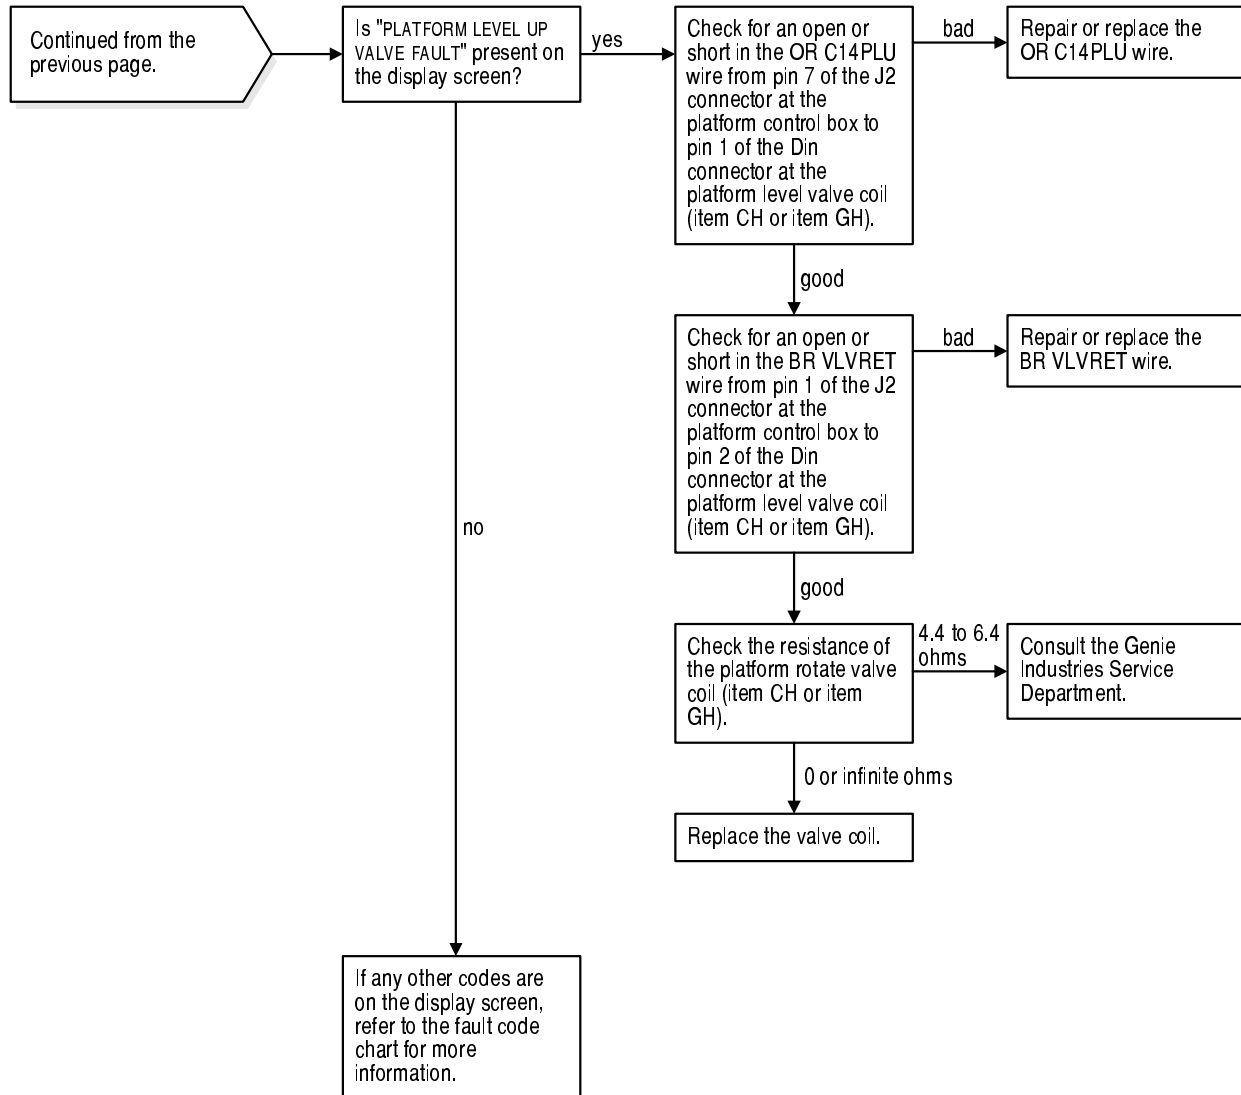 Continued from the
previous page.
Is "PLATFORM LEVEL UP
VALVE FAULT" present on
the display screen?
yes
Check for an open or
short in the OR C14PLU
wire from pin 7 of the J2
connector at the
platform control box to
pin 1 of the Din
connector at the
platform level valve coil
(item CH or item GH).
bad
Repair or replace the
OR C14PLU wire.
good
Check for an open or
short in the BR VLVRET
wire from pin 1 of the J2
connector at the
platform control box to
pin 2 of the Din
connector at the
platform level valve coil
(item CH or item GH).
bad
Repair or replace the
BR VLVRET wire.
no
good
Check the resistance of
the platform rotate valve
coil (item CH or item
GH).
4.4 to 6.4
ohms
Consult the Genie
Industries Service
Department.
0 or infinite ohms
Replace the valve coil.
If any other codes are
on the display screen,
refer to the fault code
chart for more
information.